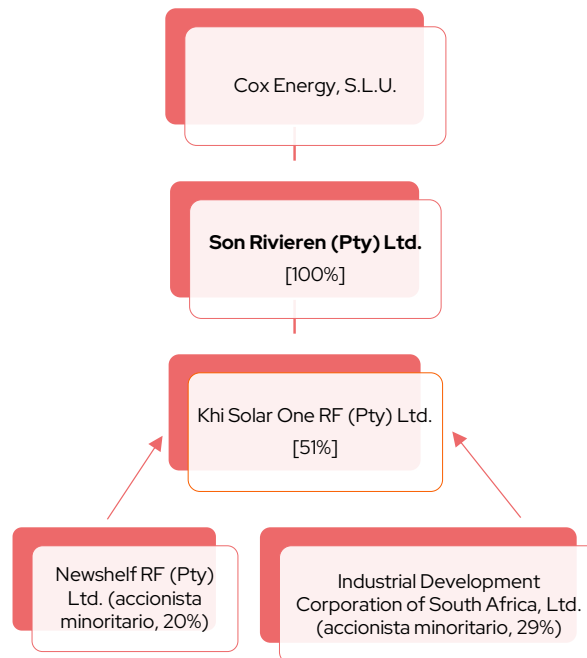 Cox Energy, S.L.U.
Son Rivieren (Pty) Ltd.
[100%]
Khi Solar One RF (Pty) Ltd.
[51%]
Newshelf RF (Pty)
Ltd. (accionista
minoritario, 20%)
Industrial Development
Corporation of South Africa, Ltd.
(accionista minoritario, 29%)